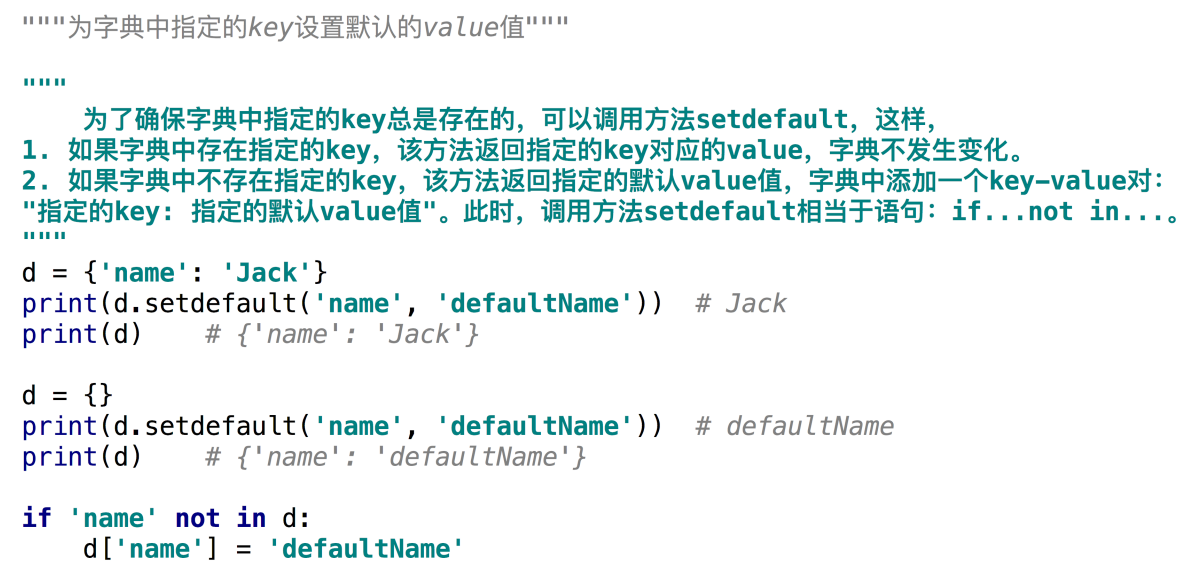 """为字典中指定的key设置默认的value值"""
"""
为了确保字典中指定的key总是存在的，可以调用方法setdefault，这样，
1. 如果字典中存在指定的key，该方法返回指定的key对应的value，字典不发生变化。
2. 如果字典中不存在指定的key，该方法返回指定的默认value值，字典中添加一个key-value对：
"指定的key: 指定的默认value值"。此时，调用方法setdefault相当于语句：if...not in...。
"""
d = {'name': 'Jack'}
print(d.setdefault('name', 'defaultName'))  # Jack
print(d)    # {'name': 'Jack'}
d = {}
print(d.setdefault('name', 'defaultName'))  # defaultName
print(d)    # {'name': 'defaultName'}
if 'name' not in d:
    d['name'] = 'defaultName'